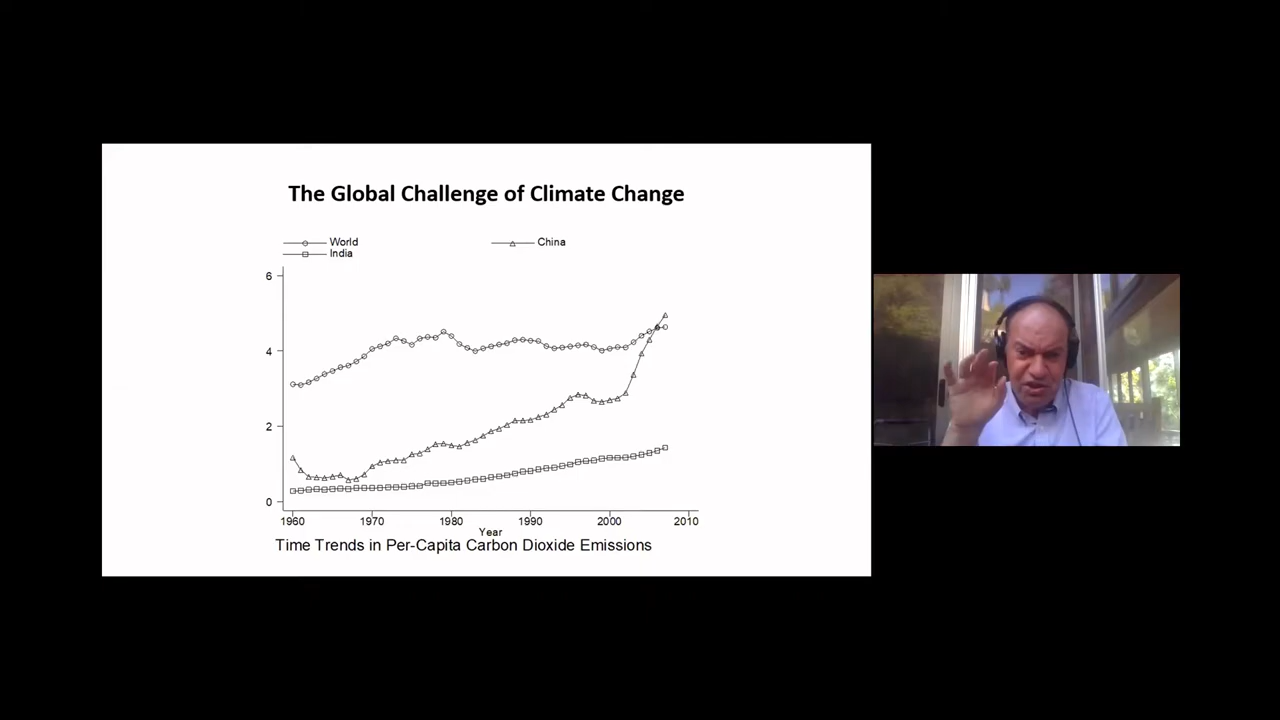 The Global Challenge of Climate Change
World
China
India
6
4
2
0
1960 1970 1980 1990 2000 2010
Year
Time Trends in Per-Capita Carbon Dioxide Emissions